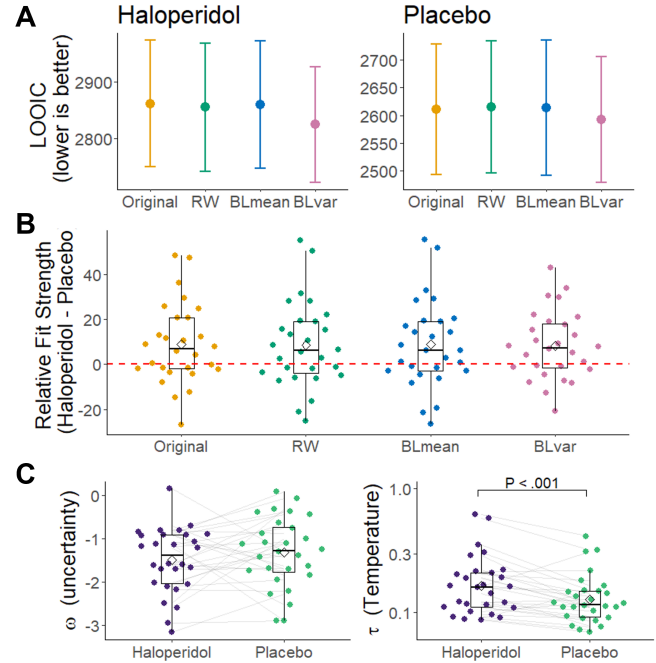 A
Haloperidol
Placebo
LOOIC
(lower is better)
2900
2800
2700
2600
2500
Original RW BLmean BLvar
Original RW BLmean BLvar
B
Relative Fit Strength
(Haloperidol - Placebo)
40
20
0
-20
Original RW BLmean BLvar
C
ω (uncertainty)
0
-1
-2
-3
Haloperidol Placebo
τ (Temperature)
1.0
0.3
0.1
P < .001
Haloperidol Placebo